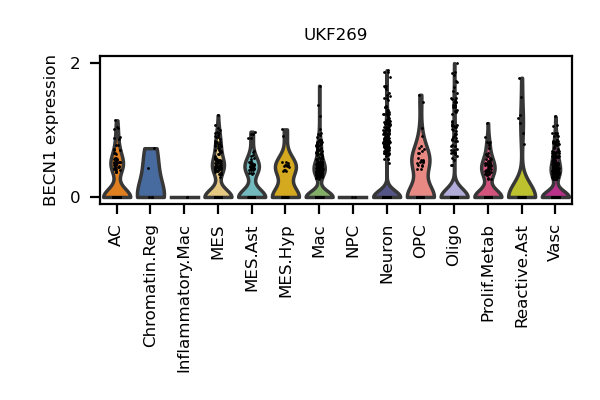 UKF269
BECN1 expression
2
0
AC
Chromatin.Reg
Inflammatory.Mac
MES
MES.Ast
MES.Hyp
Mac
NPC
Neuron
OPC
Oligo
Prolif.Metab
Reactive.Ast
Vasc